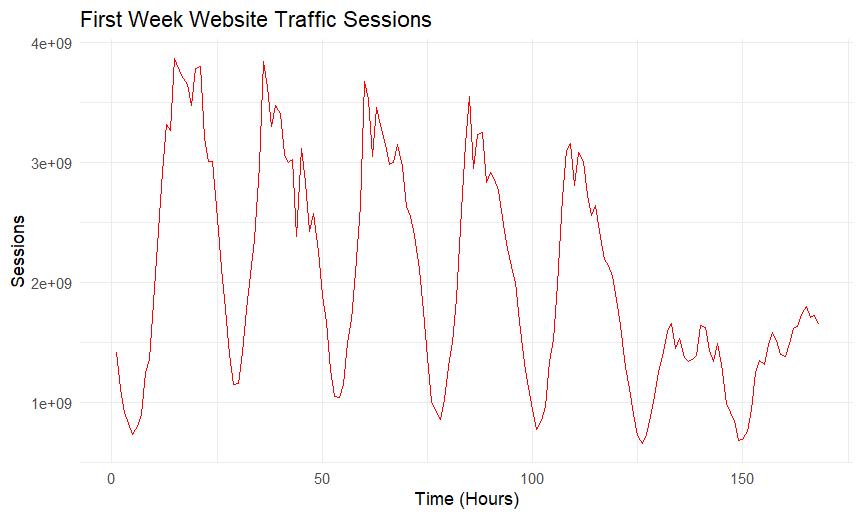 First Week Website Traffic Sessions
4e+09
3e+09
2e+09
1e+09
Sessions
0 50 100 150
Time (Hours)